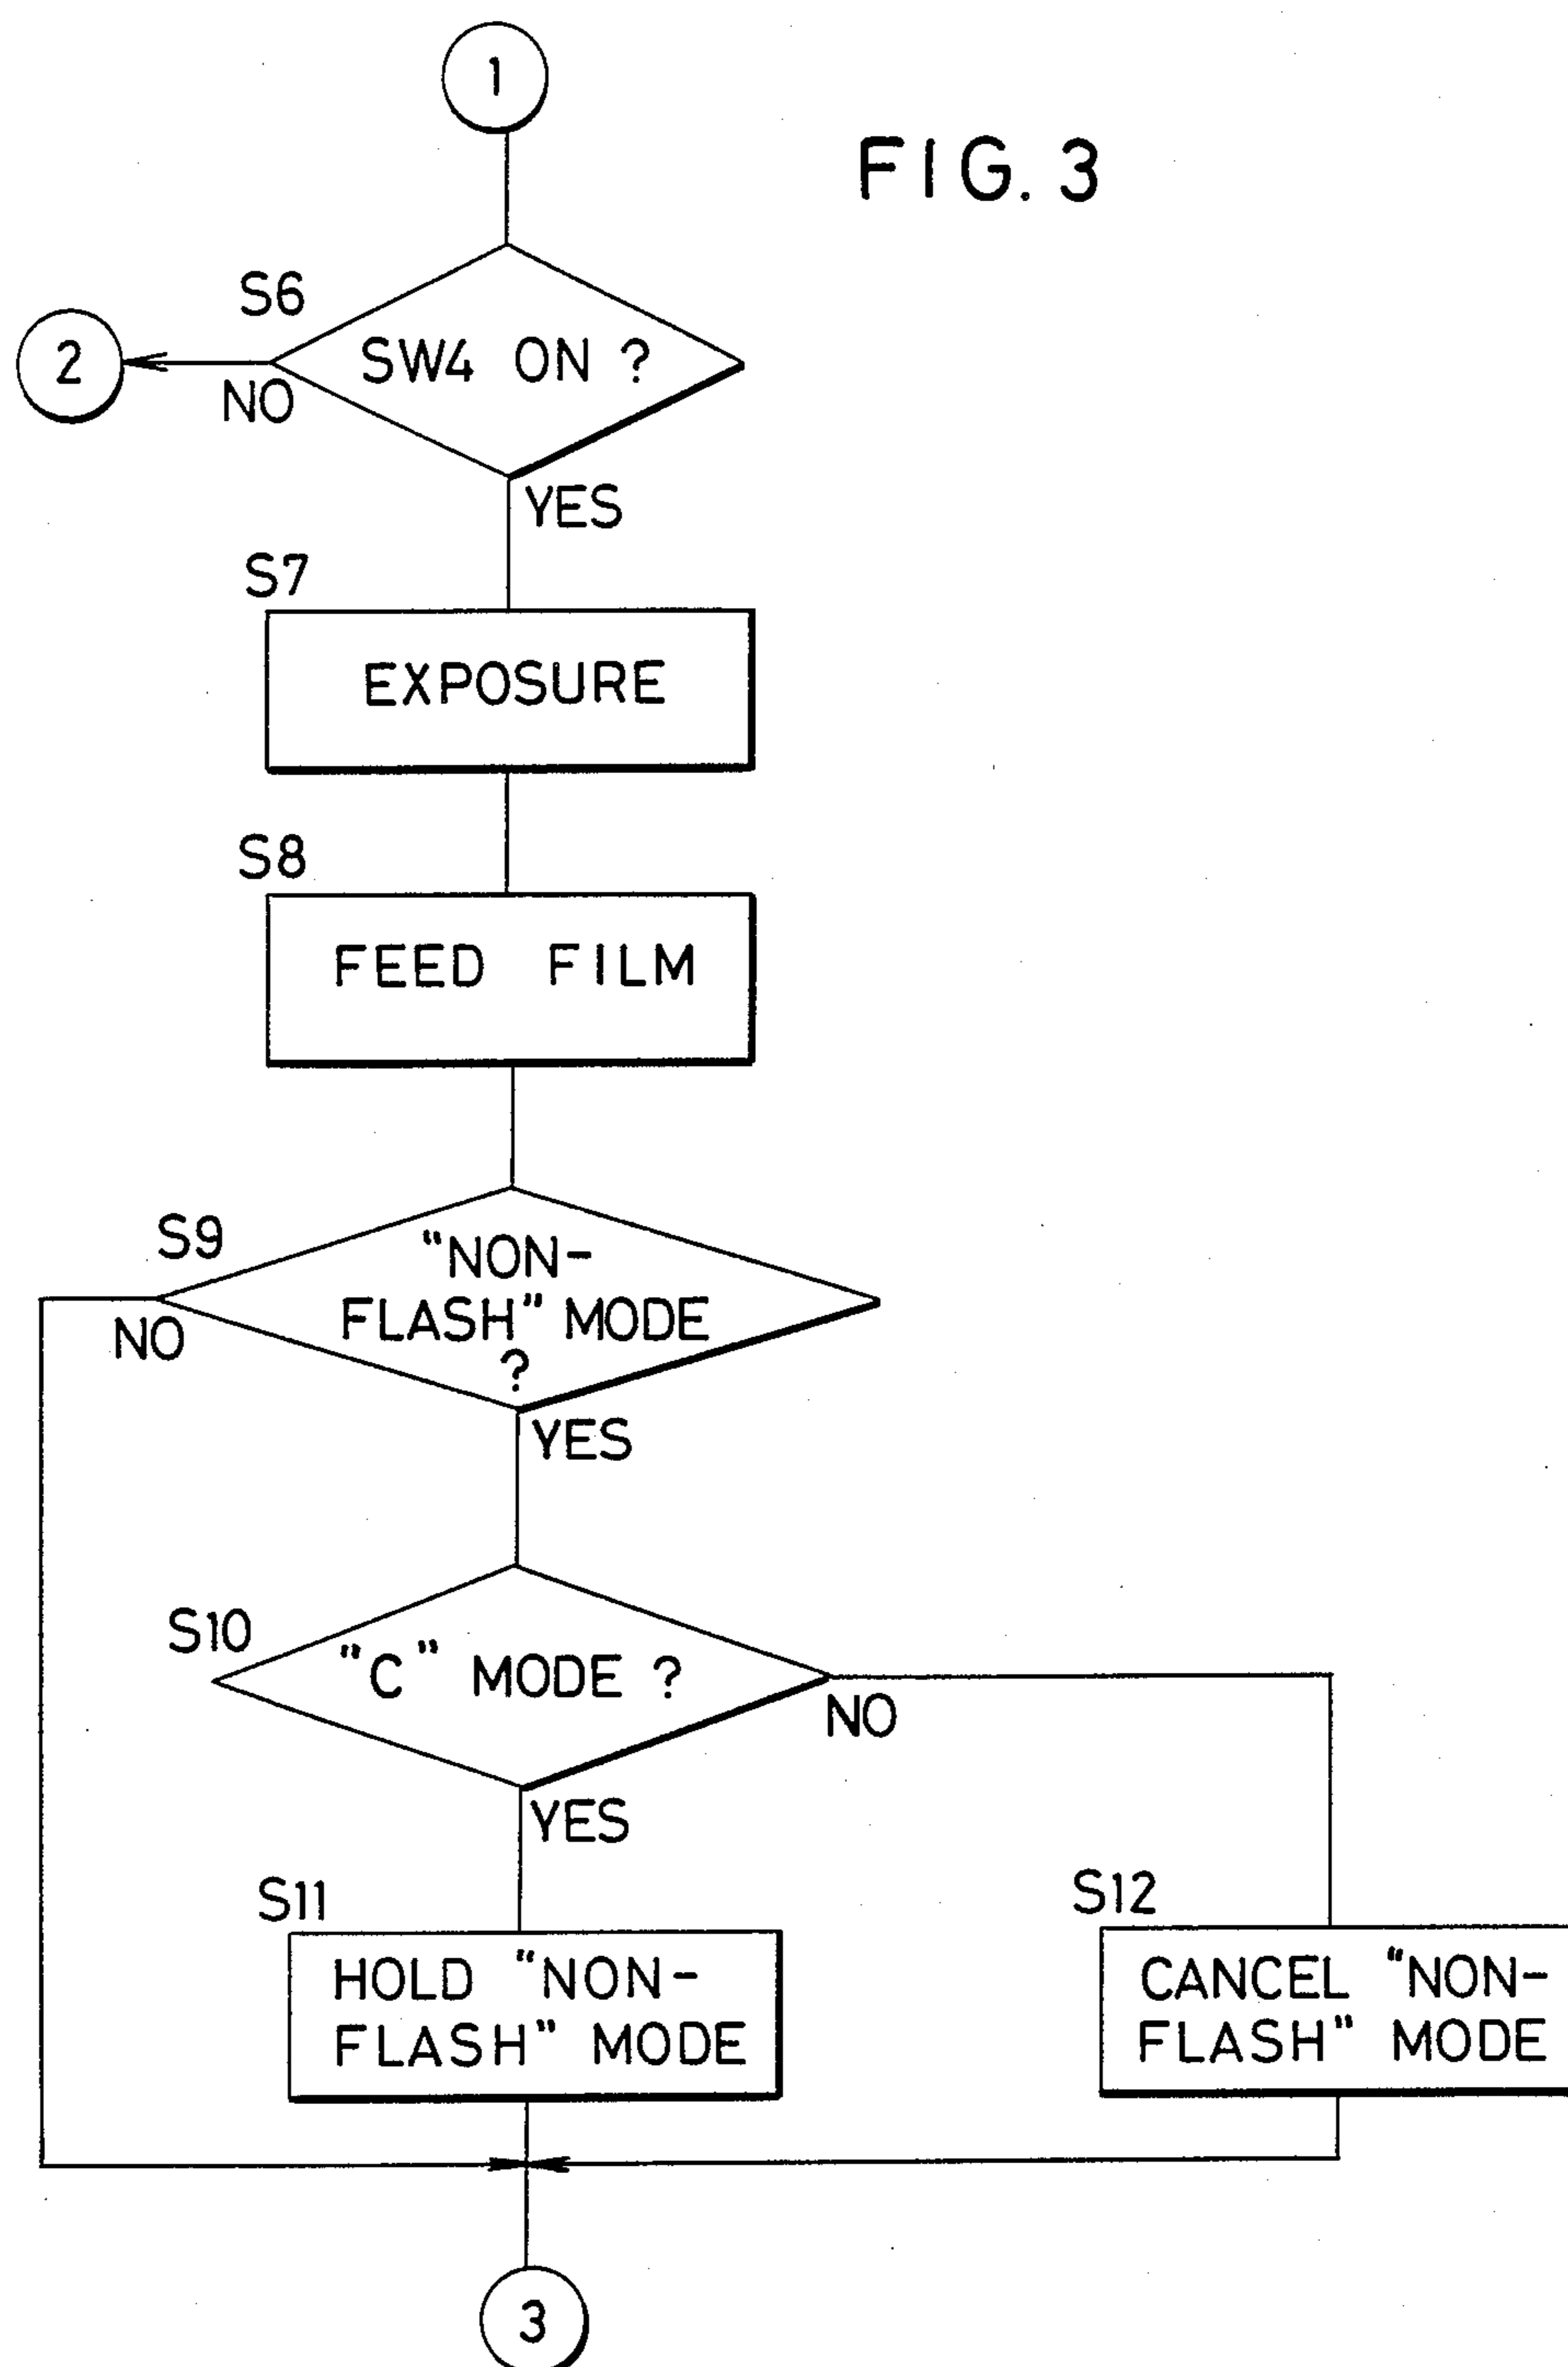 1
FIG. 3
S6
SW4 ON ?
2
NO
YES
S7
EXPOSURE
S8
FEED FILM
S9
"NON-
FLASH" MODE
?
NO
YES
S10
"C" MODE ?
NO
YES
S11
HOLD "NON-
FLASH" MODE
S12
CANCEL "NON-
FLASH" MODE
3